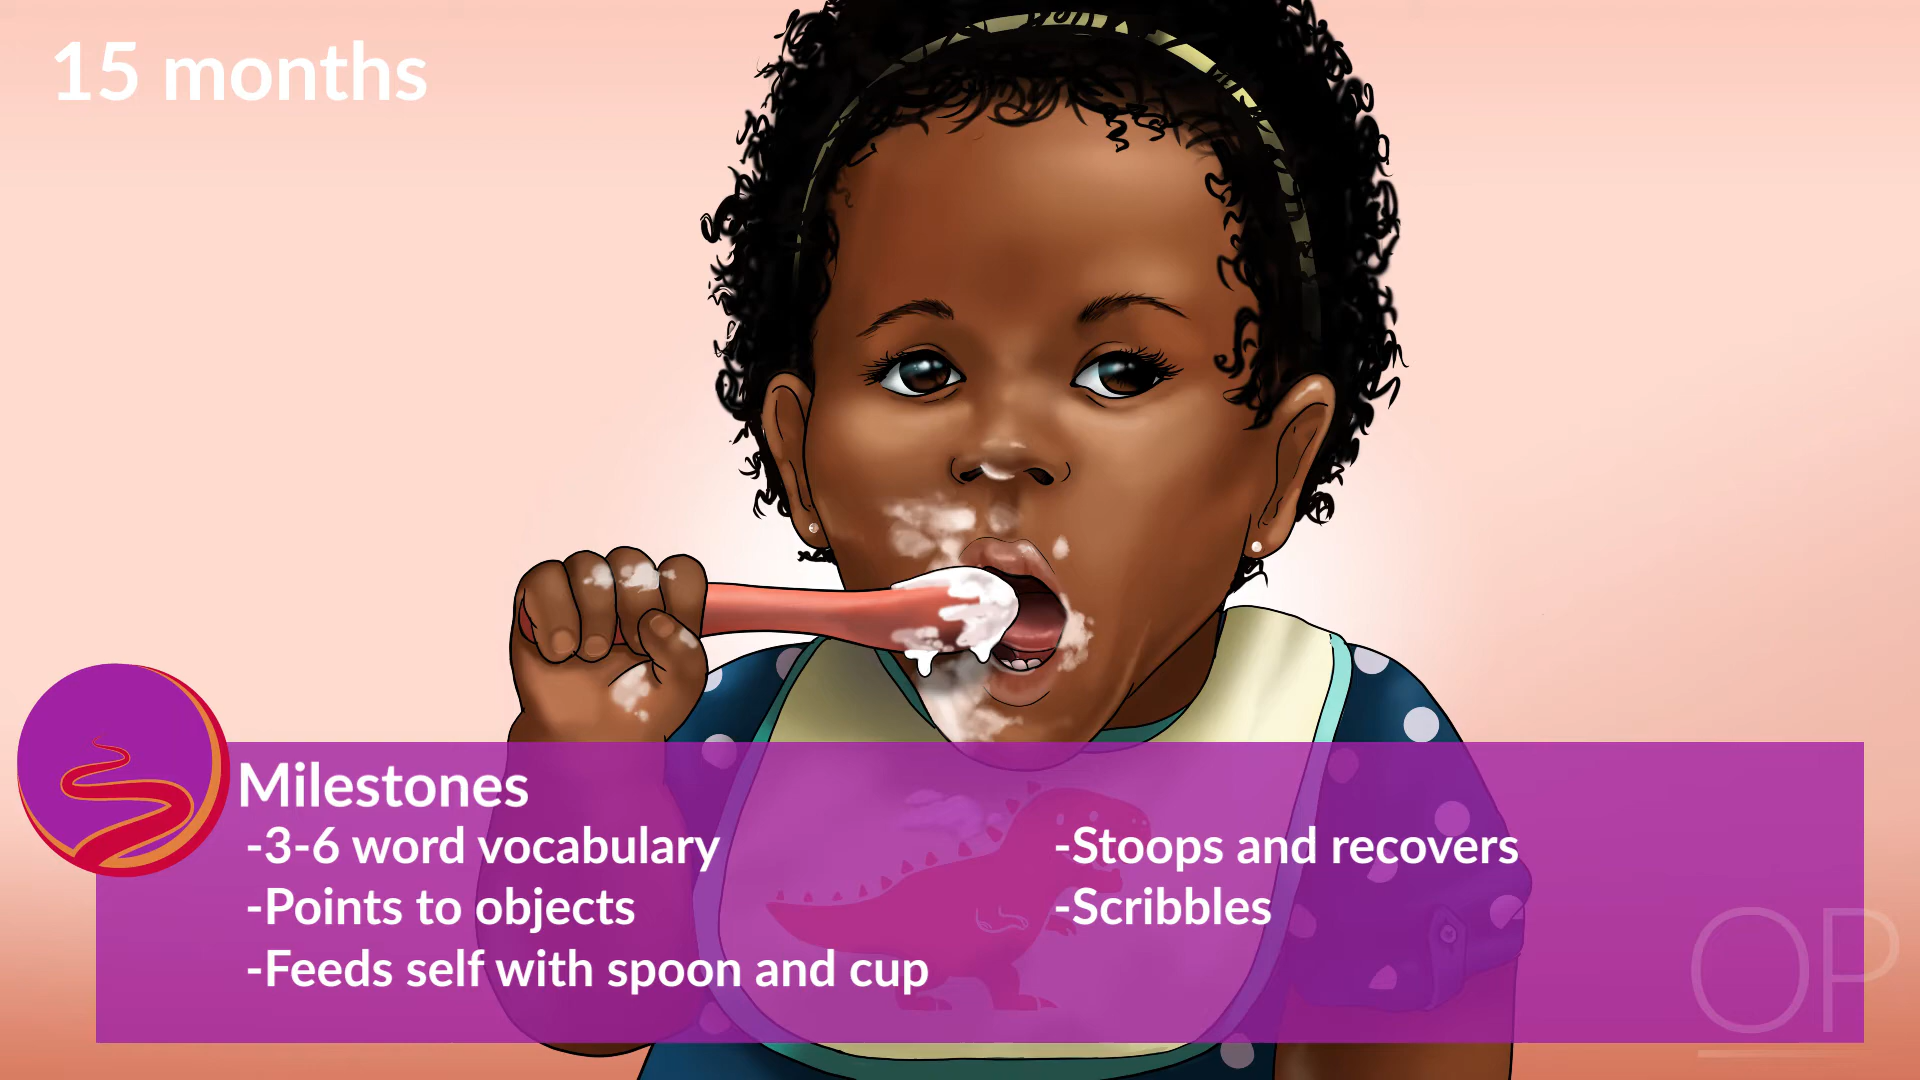 15 months
Milestones
-3-6 word vocabulary
-Points to objects
-Feeds self with spoon and cup
-Stoops and recovers
-Scribbles
OP